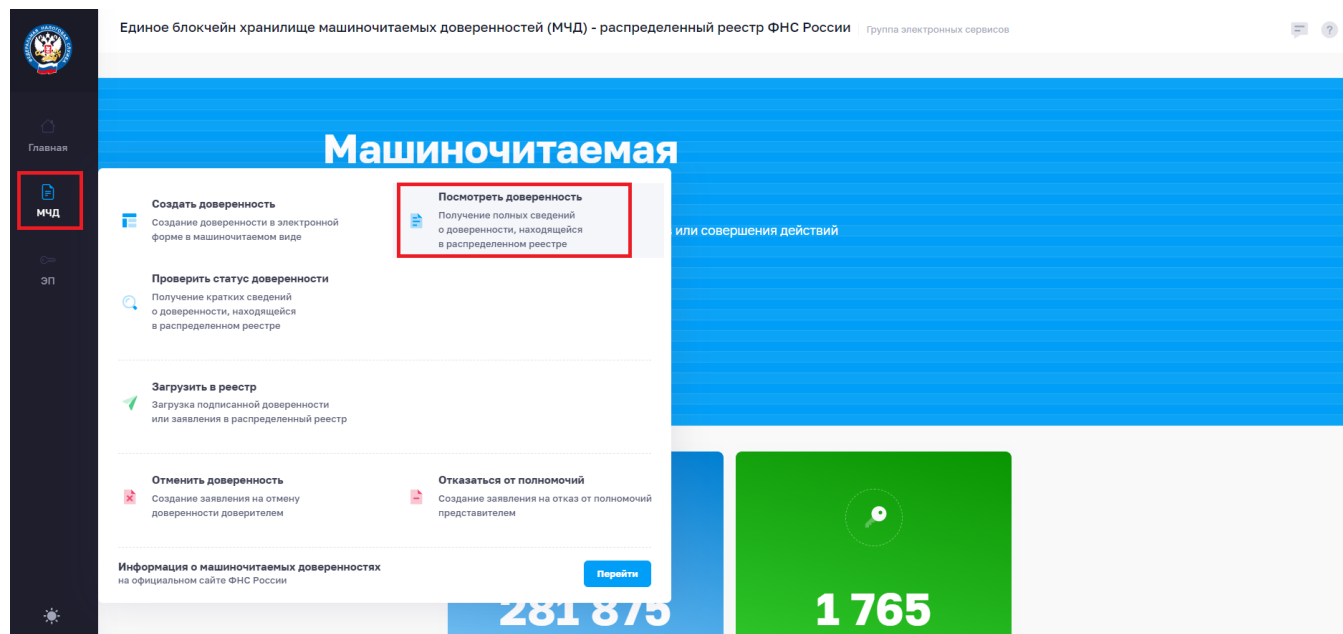 Единое блокчейн хранилище машиночитаемых доверенностей (МЧД) - распределенный реестр ФНС России
Группа электронных сервисов
Главная
МЧД
ЭП
Машиночитаемая
или совершения действий
Создать доверенность
Создание доверенности в электронной
форме в машиночитаемом виде
Посмотреть доверенность
Получение полных сведений
о доверенности, находящейся
в распределенном реестре
Проверить статус доверенности
Получение кратких сведений
о доверенности, находящейся
в распределенном реестре
Загрузить в реестр
Загрузка подписанной доверенности
или заявления в распределенный реестр
Отменить доверенность
Создание заявления на отмену
доверенности доверителем
Отказаться от полномочий
Создание заявления на отказ от полномочий
представителем
Информация о машиночитаемых доверенностях
на официальном сайте ФНС России
Перейти
281 875
1 765